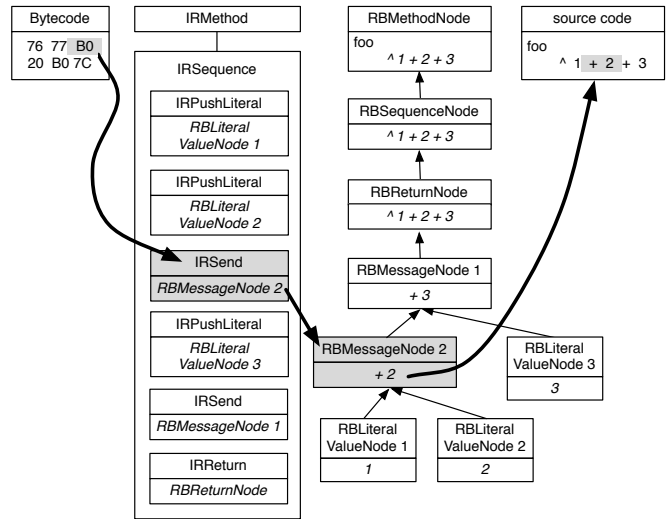 Bytecode
76 77 B0
20 B0 7C
IRMethod
IRSequence
IRPushLiteral
RBLiteral
ValueNode 1
IRPushLiteral
RBLiteral
ValueNode 2
IRSend
RBMessageNode 2
IRPushLiteral
RBLiteral
ValueNode 3
IRSend
RBMessageNode 1
IRReturn
RBReturnNode
RBMethodNode
foo
^ 1 + 2 + 3
RBSequenceNode
^ 1 + 2 + 3
RBReturnNode
^ 1 + 2 + 3
RBMessageNode 1
+ 3
RBMessageNode 2
+ 2
RBLiteral
ValueNode 3
3
RBLiteral
ValueNode 1
1
RBLiteral
ValueNode 2
2
source code
foo
^ 1 + 2 + 3